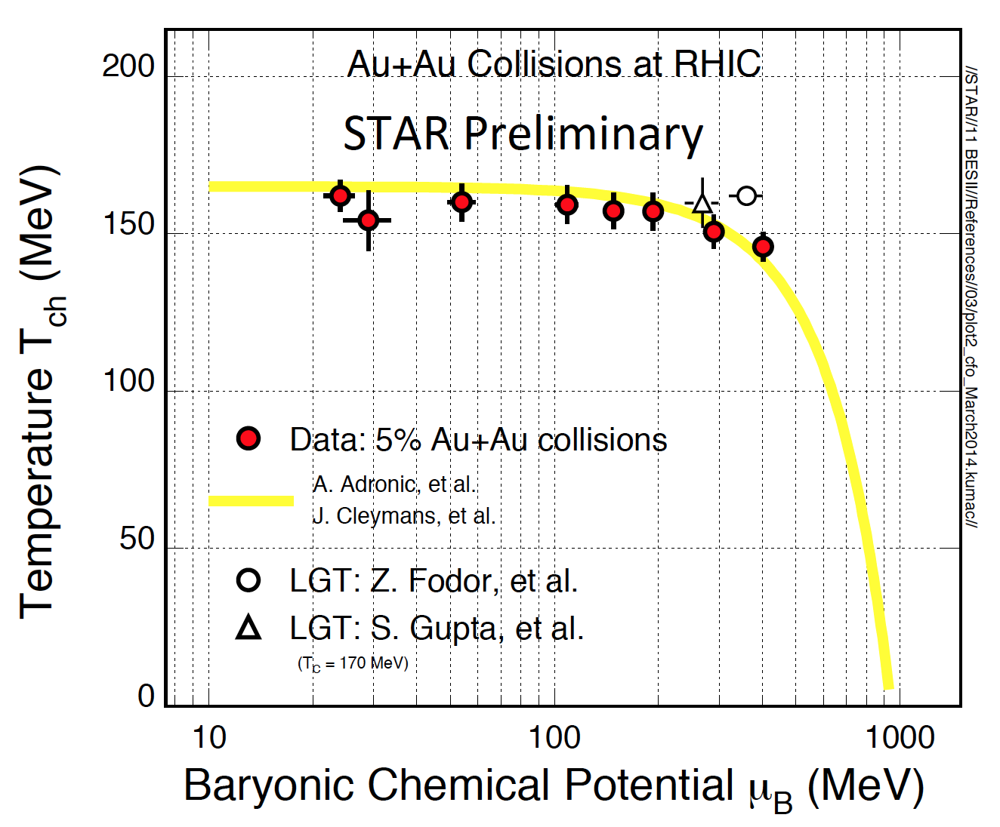 Au+Au Collisions at RHIC
STAR Preliminary
200
150
100
50
0
Temperature T_ch (MeV)
Data: 5% Au+Au collisions
A. Adronic, et al.
J. Cleymans, et al.
LGT: Z. Fodor, et al.
LGT: S. Gupta, et al.
(T_C = 170 MeV)
10 100 1000
Baryonic Chemical Potential μ_B (MeV)
//STAR//11 BESII//References//03/plot2_cfo_March2014.kumac//